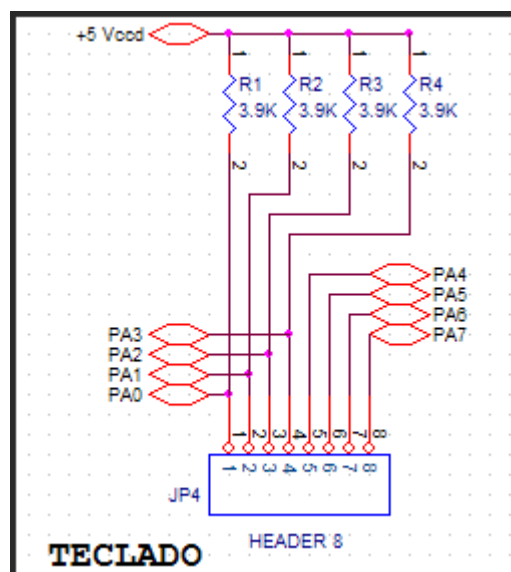 +5 Vccd
1 1 1 1
R1 R2 R3 R4
3.9K 3.9K 3.9K 3.9K
2 2 2 2
PA4
PA5
PA6
PA7
PA3
PA2
PA1
PA0
1 2 3 4 5 6 7 8
1 2 3 4 5 6 7 8
JP4
HEADER 8
TECLADO